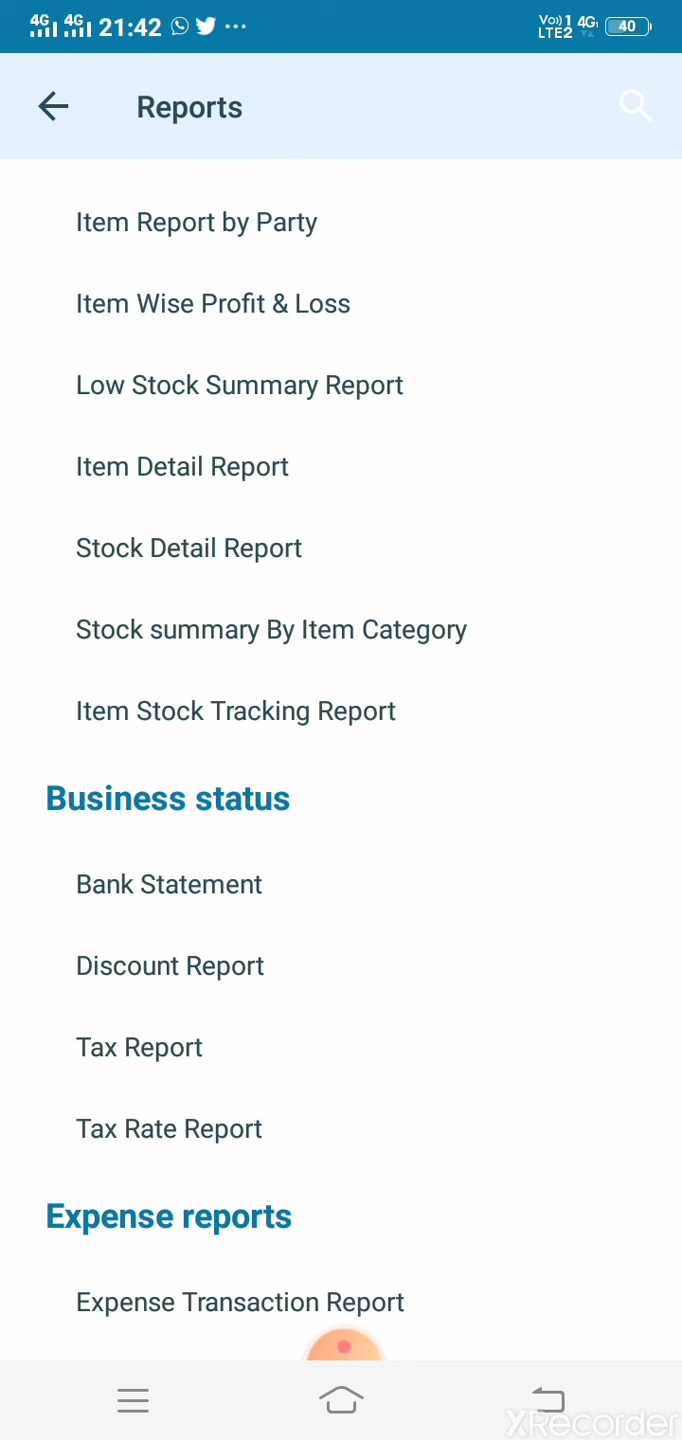 4G 4G 21:42 Vo)) 1 4G 40
LTE2
Reports
Item Report by Party
Item Wise Profit & Loss
Low Stock Summary Report
Item Detail Report
Stock Detail Report
Stock summary By Item Category
Item Stock Tracking Report
Business status
Bank Statement
Discount Report
Tax Report
Tax Rate Report
Expense reports
Expense Transaction Report
XRecorder